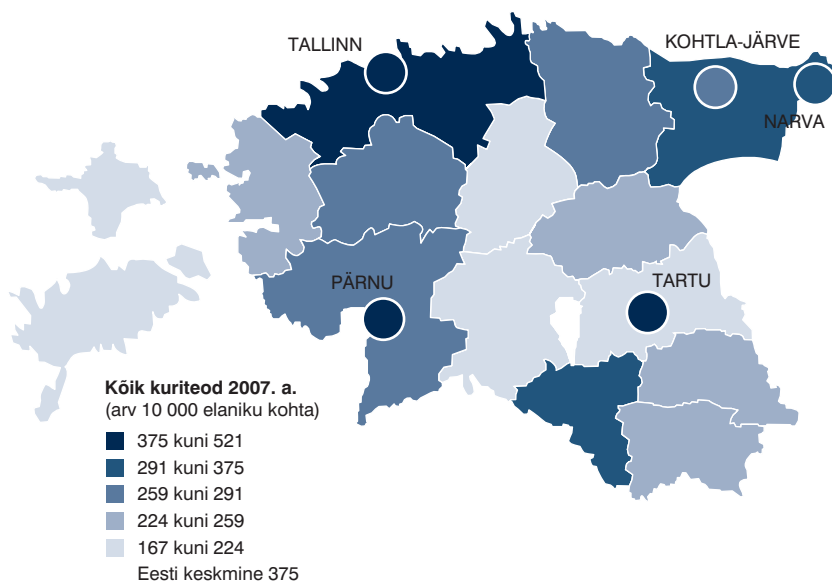 TALLINN
KOHTLA-JÄRVE
NARVA
PÄRNU
TARTU
Kõik kuriteod 2007. a.
(arv 10 000 elaniku kohta)
375 kuni 521
291 kuni 375
259 kuni 291
224 kuni 259
167 kuni 224
Eesti keskmine 375